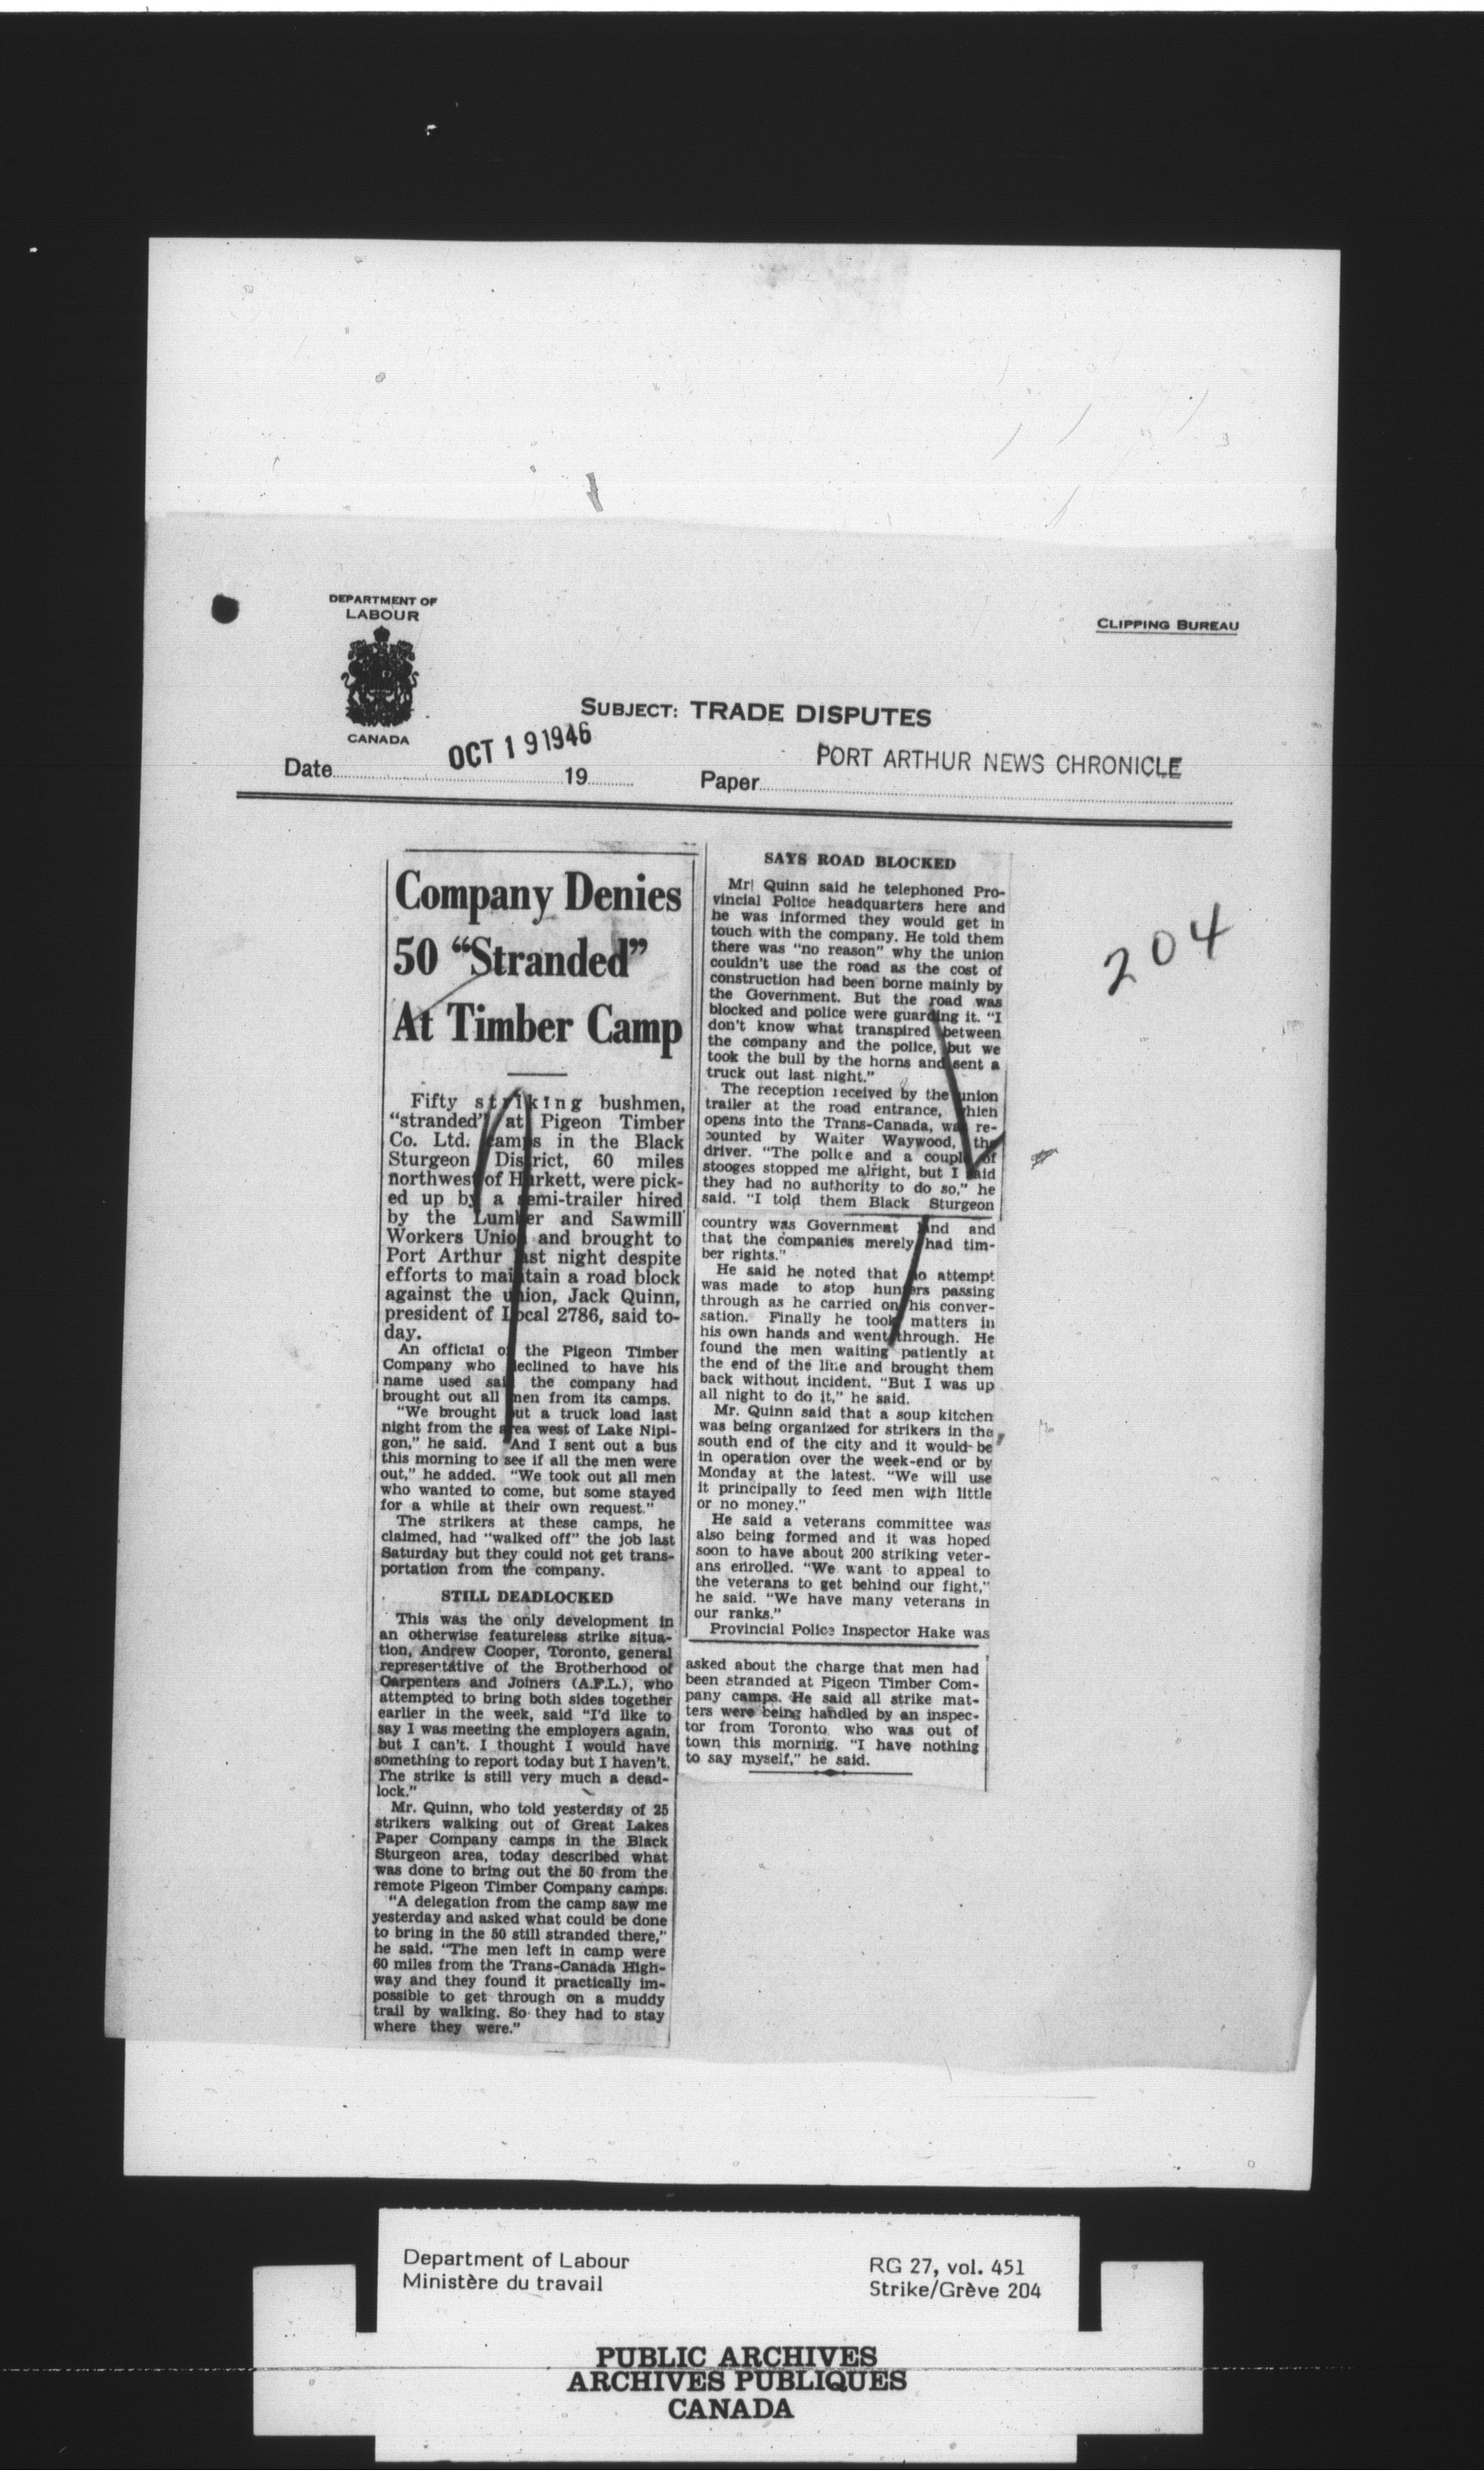 DEPARTMENT OF
LABOUR
CANADA
CLIPPING BUREAU
SUBJECT: TRADE DISPUTES
Date OCT 19 1946 19
Paper PORT ARTHUR NEWS CHRONICLE
204
Company Denies
50 “Stranded”
At Timber Camp
Fifty striking bushmen,
“stranded” at Pigeon Timber
Co. Ltd. camps in the Black
Sturgeon District, 60 miles
northwest of Hurkett, were pick-
ed up by a semi-trailer hired
by the Lumber and Sawmill
Workers Union and brought to
Port Arthur last night despite
efforts to maintain a road block
against the union, Jack Quinn,
president of Local 2786, said to-
day.
An official of the Pigeon Timber
Company who declined to have his
name used said the company had
brought out all men from its camps.
“We brought out a truck load last
night from the area west of Lake Nipi-
gon,” he said. “And I sent out a bus
this morning to see if all the men were
out,” he added. “We took out all men
who wanted to come, but some stayed
for a while at their own request.”
The strikers at these camps, he
claimed, had “walked off” the job last
Saturday but they could not get trans-
portation from the company.
STILL DEADLOCKED
This was the only development in
an otherwise featureless strike situa-
tion, Andrew Cooper, Toronto, general
representative of the Brotherhood of
Carpenters and Joiners (A.F.L.), who
attempted to bring both sides together
earlier in the week, said “I'd like to
say I was meeting the employers again,
but I can't. I thought I would have
something to report today but I haven't.
The strike is still very much a dead-
lock.”
Mr. Quinn, who told yesterday of 25
strikers walking out of Great Lakes
Paper Company camps in the Black
Sturgeon area, today described what
was done to bring out the 50 from the
remote Pigeon Timber Company camps.
“A delegation from the camp saw me
yesterday and asked what could be done
to bring in the 50 still stranded there,”
he said. “The men left in camp were
60 miles from the Trans-Canada High-
way and they found it practically im-
possible to get through on a muddy
trail by walking. So they had to stay
where they were.”
SAYS ROAD BLOCKED
Mr. Quinn said he telephoned Pro-
vincial Police headquarters here and
he was informed they would get in
touch with the company. He told them
there was “no reason” why the union
couldn't use the road as the cost of
construction had been borne mainly by
the Government. But the road was
blocked and police were guarding it. “I
don't know what transpired between
the company and the police, but we
took the bull by the horns and sent a
truck out last night.”
The reception received by the union
trailer at the road entrance, which
opens into the Trans-Canada, was re-
counted by Walter Waywood, the
driver. “The police and a couple of
stooges stopped me alright, but I said
they had no authority to do so,” he
said. “I told them Black Sturgeon
country was Government land and
that the companies merely had tim-
ber rights.”
He said he noted that no attempt
was made to stop hunters passing
through as he carried on his conver-
sation. Finally he took matters in
his own hands and went through. He
found the men waiting patiently at
the end of the line and brought them
back without incident. “But I was up
all night to do it,” he said.
Mr. Quinn said that a soup kitchen
was being organized for strikers in the
south end of the city and it would be
in operation over the week-end or by
Monday at the latest. “We will use
it principally to feed men with little
or no money.”
He said a veterans committee was
also being formed and it was hoped
soon to have about 200 striking veter-
ans enrolled. “We want to appeal to
the veterans to get behind our fight,”
he said. “We have many veterans in
our ranks.”
Provincial Police Inspector Hake was
asked about the charge that men had
been stranded at Pigeon Timber Com-
pany camps. He said all strike mat-
ters were being handled by an inspec-
tor from Toronto who was out of
town this morning. “I have nothing
to say myself,” he said.
Department of Labour
Ministère du travail
RG 27, vol. 451
Strike/Grève 204
PUBLIC ARCHIVES
ARCHIVES PUBLIQUES
CANADA